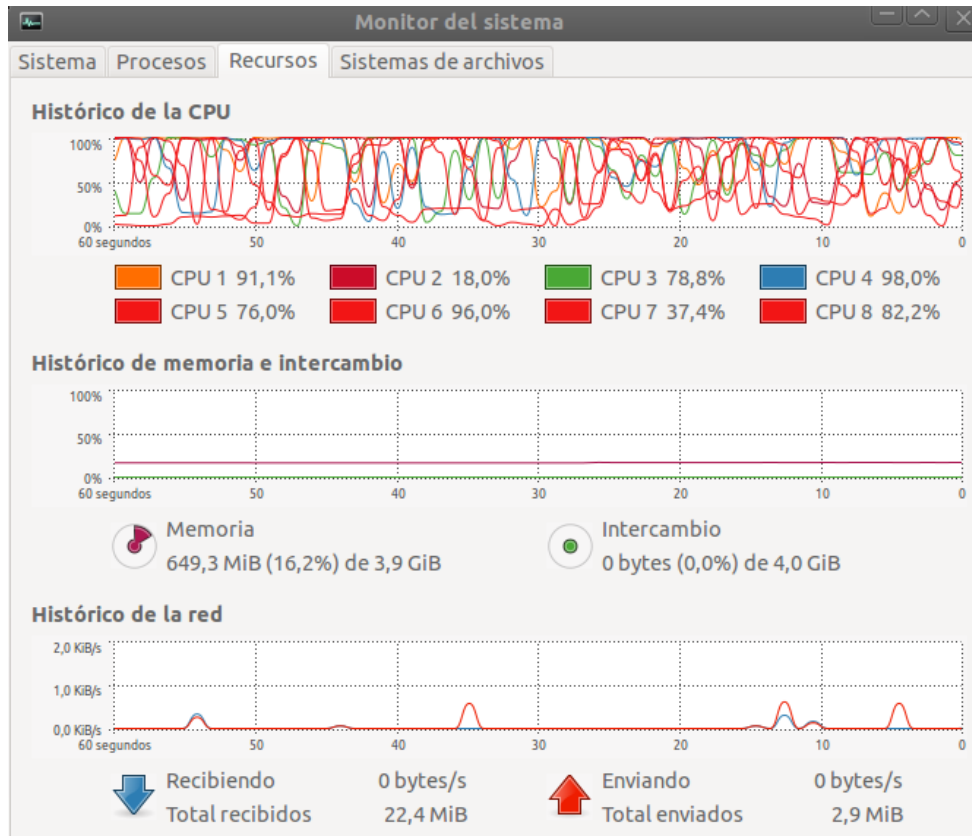 Monitor del sistema
Sistema Procesos Recursos Sistemas de archivos
Histórico de la CPU
100%
50%
0%
60 segundos 50 40 30 20 10 0
CPU 1 91,1% CPU 2 18,0% CPU 3 78,8% CPU 4 98,0%
CPU 5 76,0% CPU 6 96,0% CPU 7 37,4% CPU 8 82,2%
Histórico de memoria e intercambio
100%
50%
0%
60 segundos 50 40 30 20 10 0
Memoria
649,3 MiB (16,2%) de 3,9 GiB
Intercambio
0 bytes (0,0%) de 4,0 GiB
Histórico de la red
2,0 KiB/s
1,0 KiB/s
0,0 KiB/s
60 segundos 50 40 30 20 10 0
Recibiendo 0 bytes/s
Total recibidos 22,4 MiB
Enviando 0 bytes/s
Total enviados 2,9 MiB